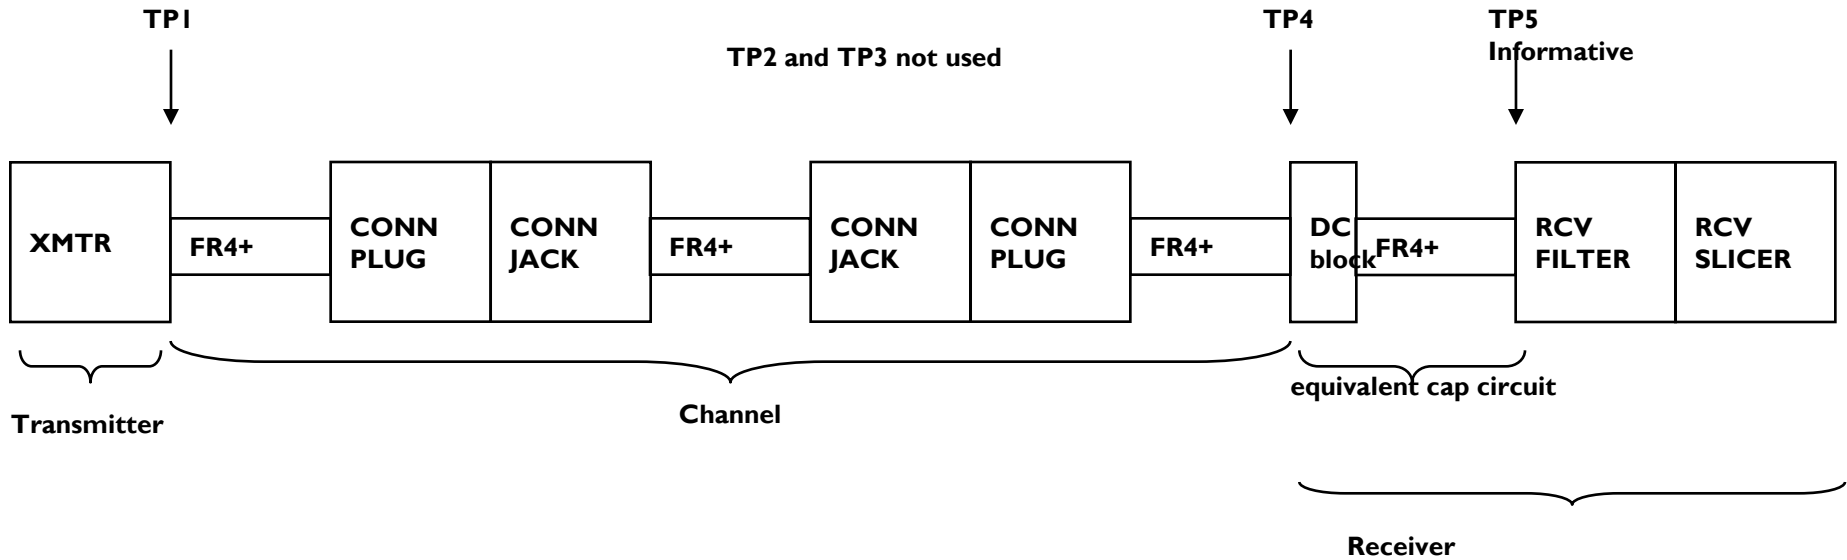 TP1
TP4
TP5
Informative
TP2 and TP3 not used
XMTR
FR4+
CONN
PLUG
CONN
JACK
FR4+
CONN
JACK
CONN
PLUG
FR4+
DC
block
FR4+
RCV
FILTER
RCV
SLICER
Transmitter
Channel
equivalent cap circuit
Receiver